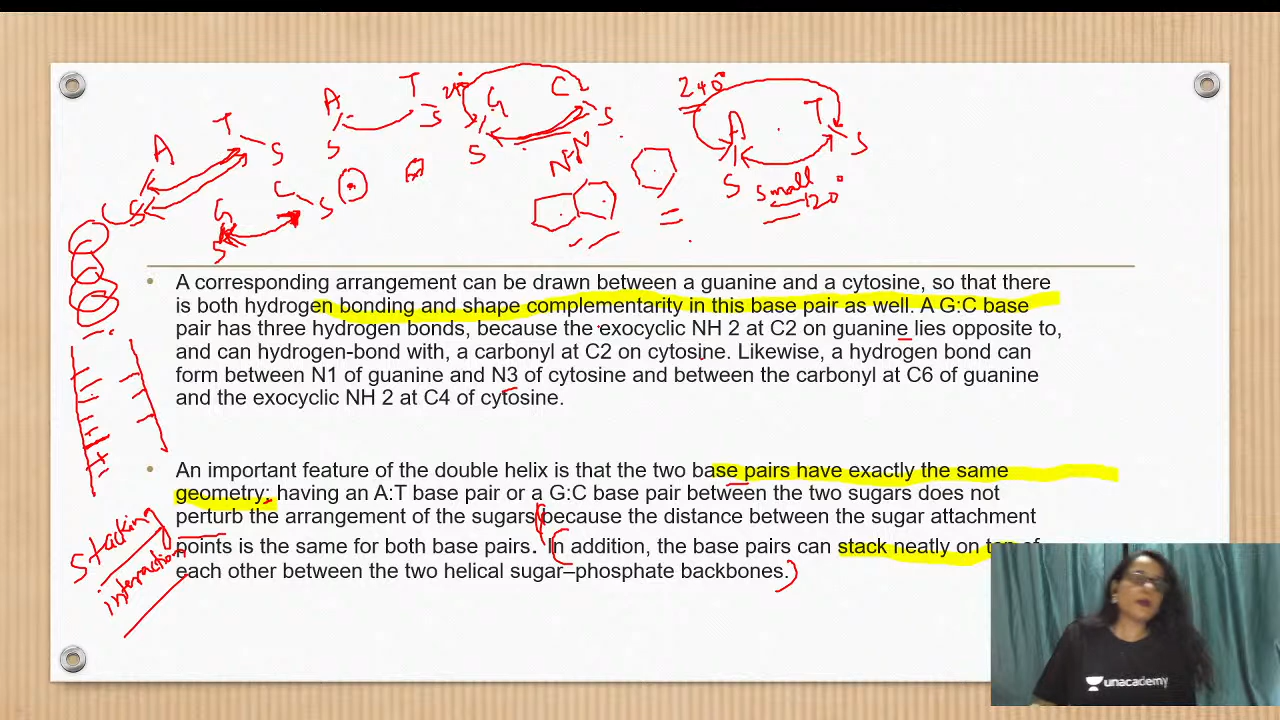 A T S
A T S S
240°
G C S S
N N
240°
A T S S
small
120°
G C S S
• A corresponding arrangement can be drawn between a guanine and a cytosine, so that there
is both hydrogen bonding and shape complementarity in this base pair as well. A G:C base
pair has three hydrogen bonds, because the exocyclic NH 2 at C2 on guanine lies opposite to,
and can hydrogen-bond with, a carbonyl at C2 on cytosine. Likewise, a hydrogen bond can
form between N1 of guanine and N3 of cytosine and between the carbonyl at C6 of guanine
and the exocyclic NH 2 at C4 of cytosine.
• An important feature of the double helix is that the two base pairs have exactly the same
geometry; having an A:T base pair or a G:C base pair between the two sugars does not
perturb the arrangement of the sugars because the distance between the sugar attachment
points is the same for both base pairs. In addition, the base pairs can stack neatly on top of
each other between the two helical sugar–phosphate backbones.
Stacking
interaction
unacademy